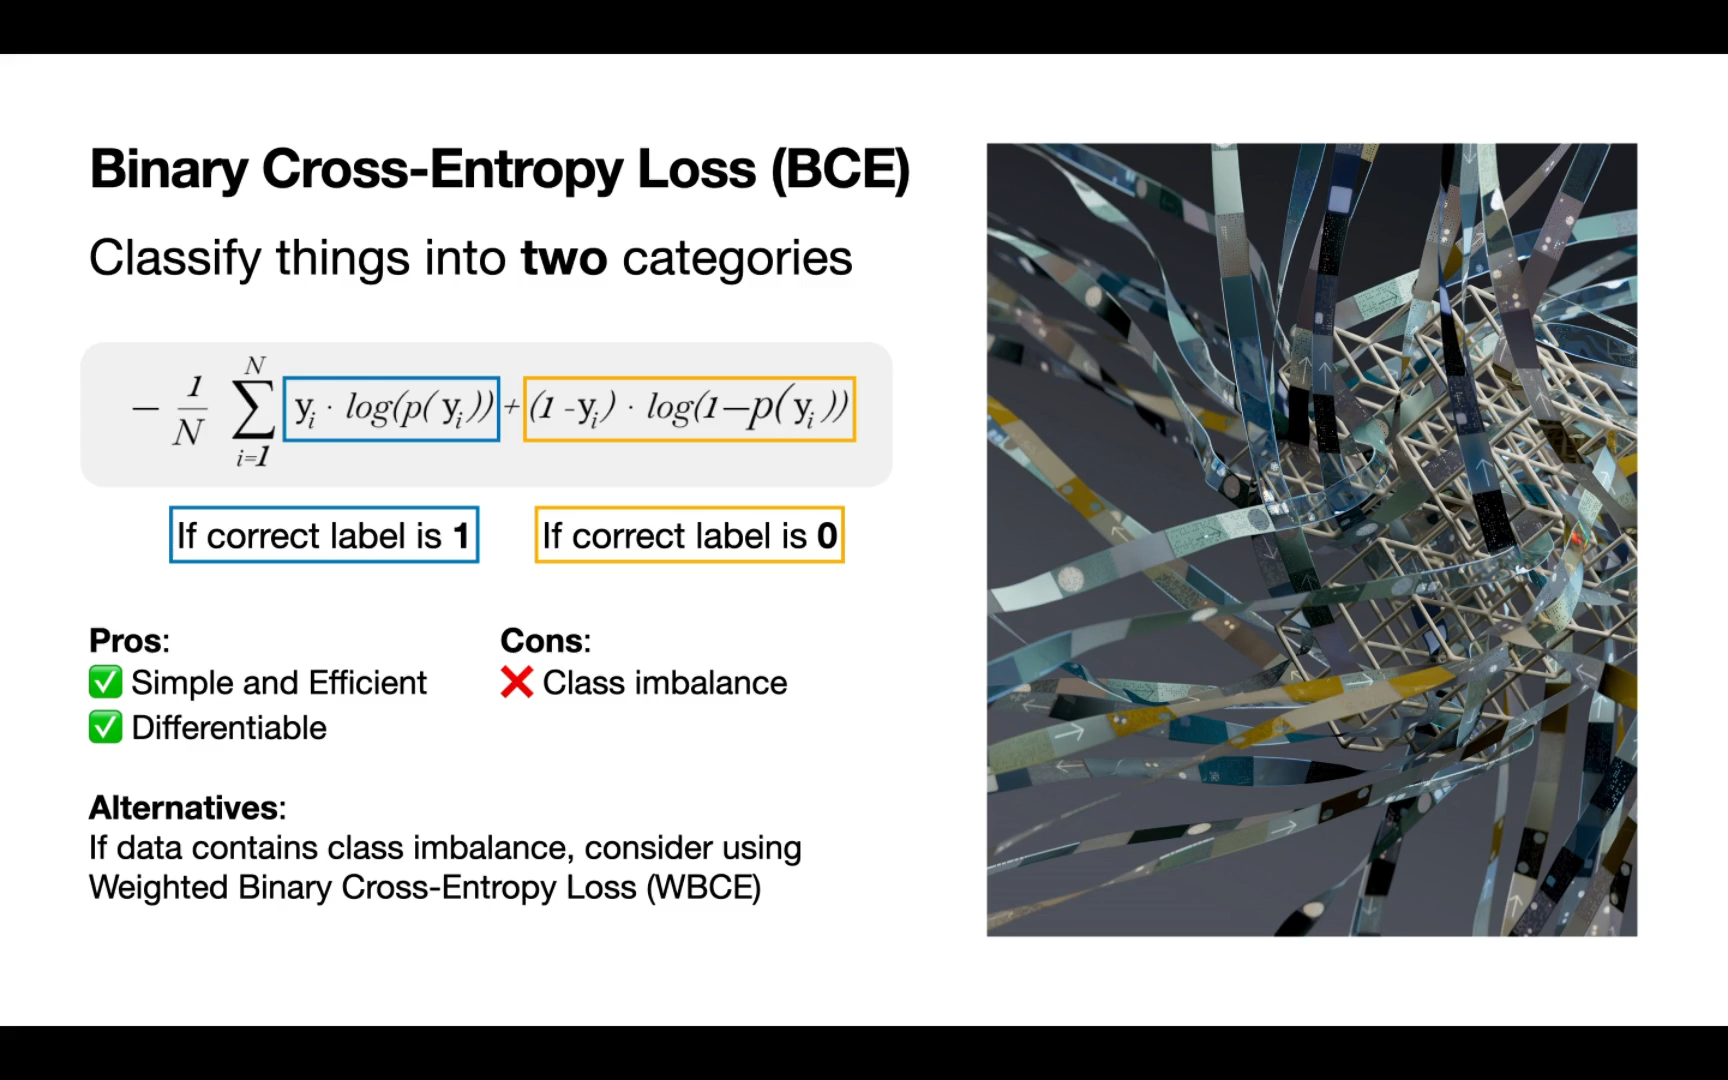 Binary Cross-Entropy Loss (BCE)
Classify things into two categories
− 1/N ∑ N i=1 yᵢ · log(p(yᵢ)) + (1 -yᵢ) · log(1−p(yᵢ))
If correct label is 1
If correct label is 0
Pros:
✅ Simple and Efficient
✅ Differentiable
Cons:
❌ Class imbalance
Alternatives:
If data contains class imbalance, consider using
Weighted Binary Cross-Entropy Loss (WBCE)